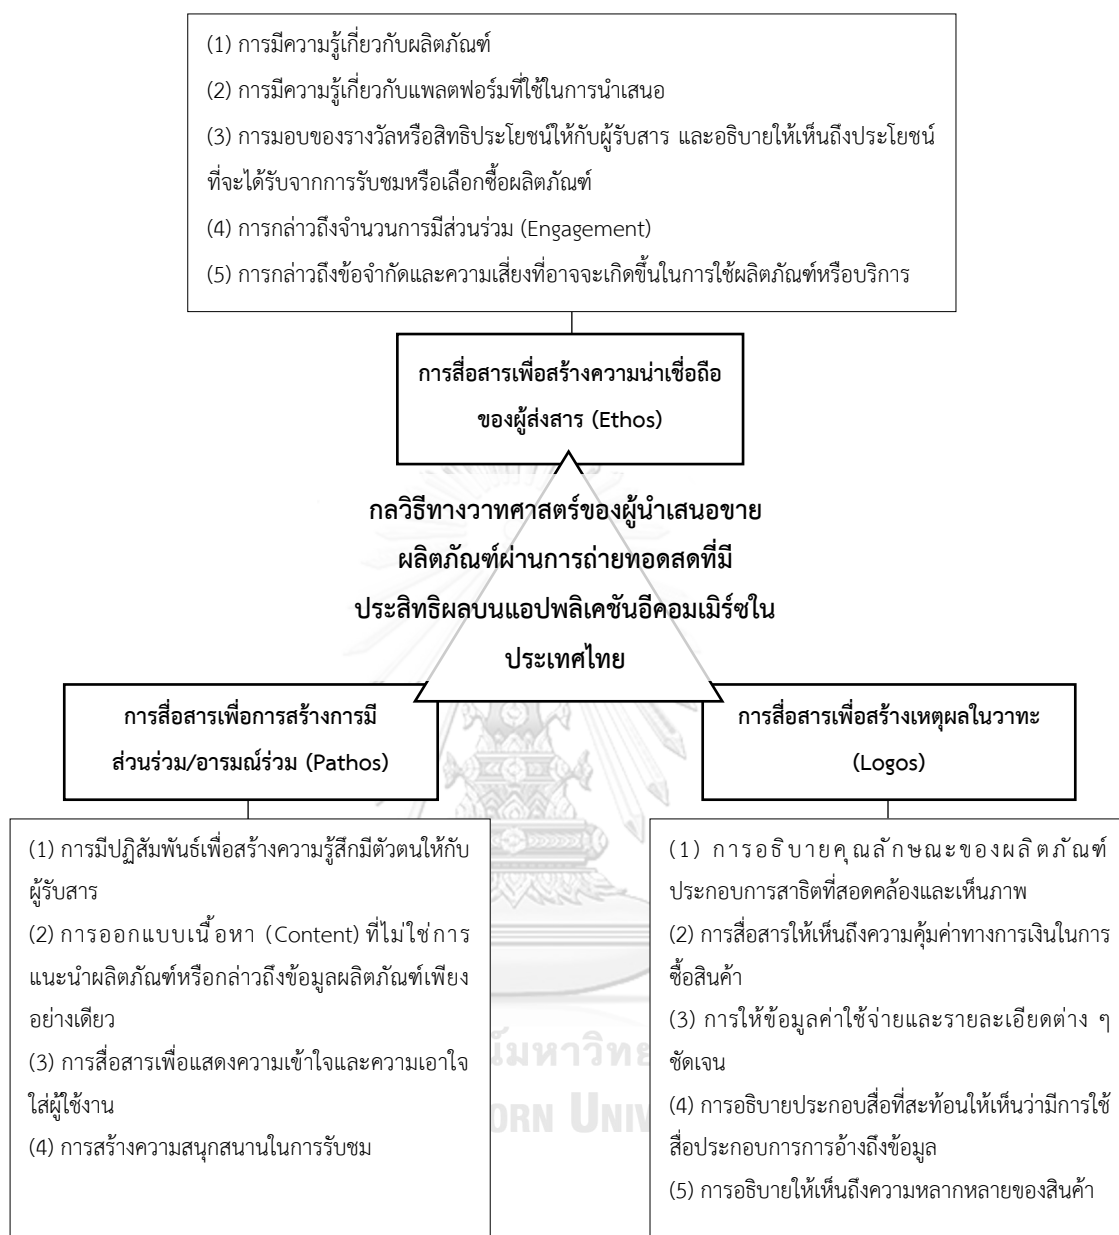 (1) การมีความรู้เกี่ยวกับผลิตภัณฑ์
(2) การมีความรู้เกี่ยวกับแพลตฟอร์มที่ใช้ในการนำเสนอ
(3) การมอบของรางวัลหรือสิทธิประโยชน์ให้กับผู้รับสาร และอธิบายให้เห็นถึงประโยชน์
ที่จะได้รับจากการรับชมหรือเลือกซื้อผลิตภัณฑ์
(4) การกล่าวถึงจำนวนการมีส่วนร่วม (Engagement)
(5) การกล่าวถึงข้อจำกัดและความเสี่ยงที่อาจจะเกิดขึ้นในการใช้ผลิตภัณฑ์หรือบริการ
การสื่อสารเพื่อสร้างความน่าเชื่อถือ
ของผู้ส่งสาร (Ethos)
กลวิธีทางวาทศาสตร์ของผู้นำเสนอขาย
ผลิตภัณฑ์ผ่านการถ่ายทอดสดที่มี
ประสิทธิผลบนแอปพลิเคชันอีคอมเมิร์ซใน
ประเทศไทย
การสื่อสารเพื่อการสร้างการมี
ส่วนร่วม/อารมณ์ร่วม (Pathos)
(1) การมีปฏิสัมพันธ์เพื่อสร้างความรู้สึกมีตัวตนให้กับ
ผู้รับสาร
(2) การออกแบบเนื้อหา (Content) ที่ไม่ใช่การ
แนะนำผลิตภัณฑ์หรือกล่าวถึงข้อมูลผลิตภัณฑ์เพียง
อย่างเดียว
(3) การสื่อสารเพื่อแสดงความเข้าใจและความเอาใจ
ใส่ผู้ใช้งาน
(4) การสร้างความสนุกสนานในการรับชม
การสื่อสารเพื่อสร้างเหตุผลในวาทะ
(Logos)
(1) การอธิบายคุณลักษณะของผลิตภัณฑ์
ประกอบการสาธิตที่สอดคล้องและเห็นภาพ
(2) การสื่อสารให้เห็นถึงความคุ้มค่าทางการเงินในการ
ซื้อสินค้า
(3) การให้ข้อมูลค่าใช้จ่ายและรายละเอียดต่าง ๆ
ชัดเจน
(4) การอธิบายประกอบสื่อที่สะท้อนให้เห็นว่ามีการใช้
สื่อประกอบการการอ้างถึงข้อมูล
(5) การอธิบายให้เห็นถึงความหลากหลายของสินค้า